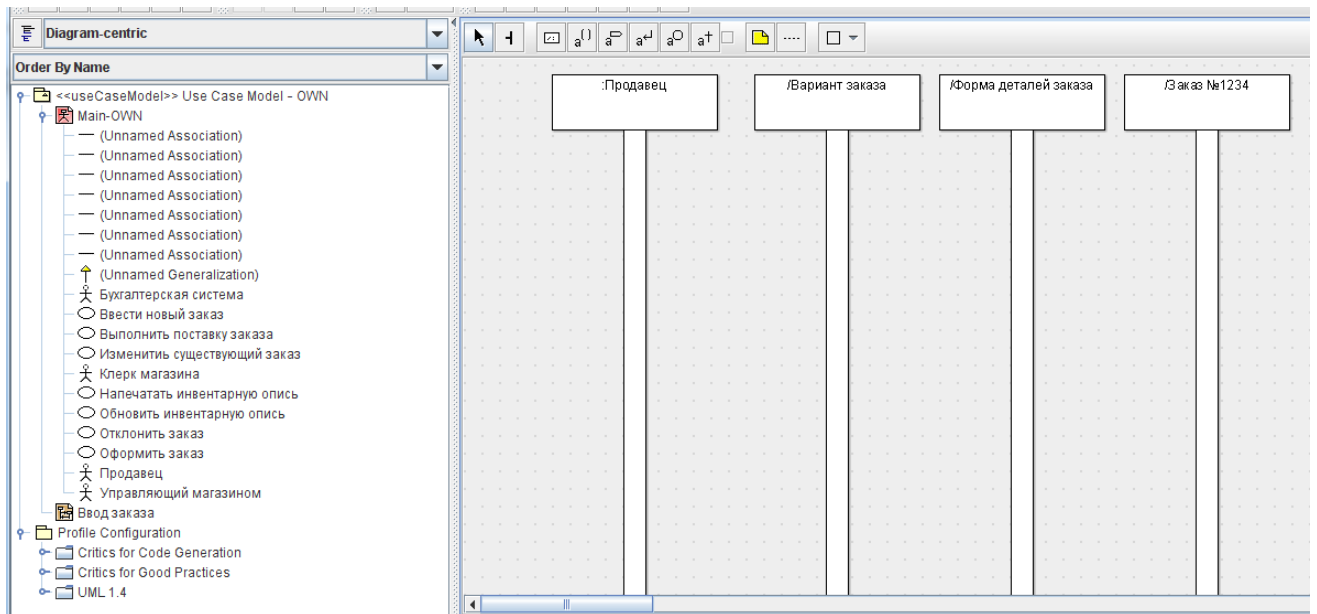 Diagram-centric
Order By Name
<<useCaseModel>> Use Case Model - OWN
Main-OWN
(Unnamed Association)
(Unnamed Association)
(Unnamed Association)
(Unnamed Association)
(Unnamed Association)
(Unnamed Association)
(Unnamed Association)
(Unnamed Generalization)
Бухгалтерская система
Ввести новый заказ
Выполнить поставку заказа
Изменитиь существующий заказ
Клерк магазина
Напечатать инвентарную опись
Обновить инвентарную опись
Отклонить заказ
Оформить заказ
Продавец
Управляющий магазином
Ввод заказа
Profile Configuration
Critics for Code Generation
Critics for Good Practices
UML 1.4
:Продавец
/Вариант заказа
/Форма деталей заказа
/Заказ №1234